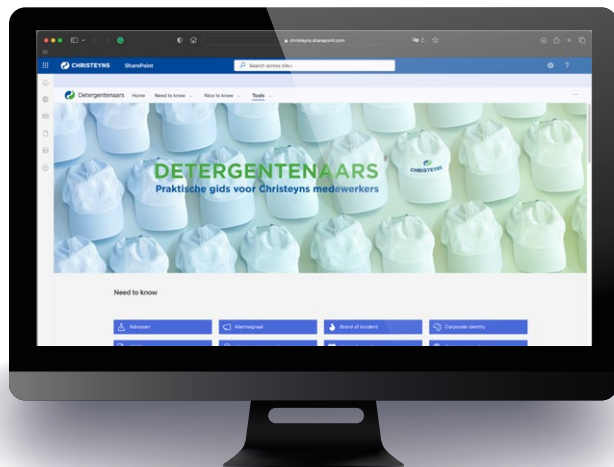 christeyns.sharepoint.com
CHRISTEYNS SharePoint Search across sites
Detergentenaars Home Need to know Nice to know Tools
CHRISTEYNS
DETERGENTENAARS
Praktische gids voor Christeyns medewerkers
Need to know
Adressen Alarmsignaal Brand of incident Corporate identity